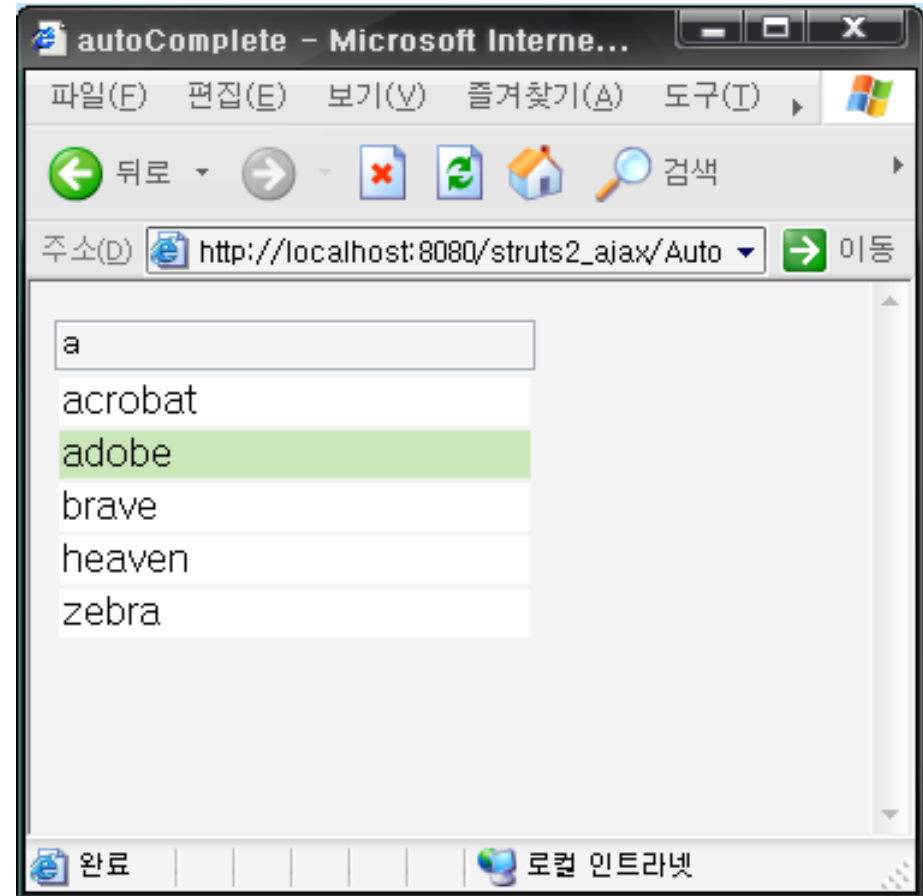 autoComplete - Microsoft Interne...
파일(F) 편집(E) 보기(V) 즐겨찾기(A) 도구(T)
뒤로 검색
주소(D) http://localhost:8080/struts2_ajax/Auto 이동
a
acrobat
adobe
brave
heaven
zebra
완료 로컬 인트라넷